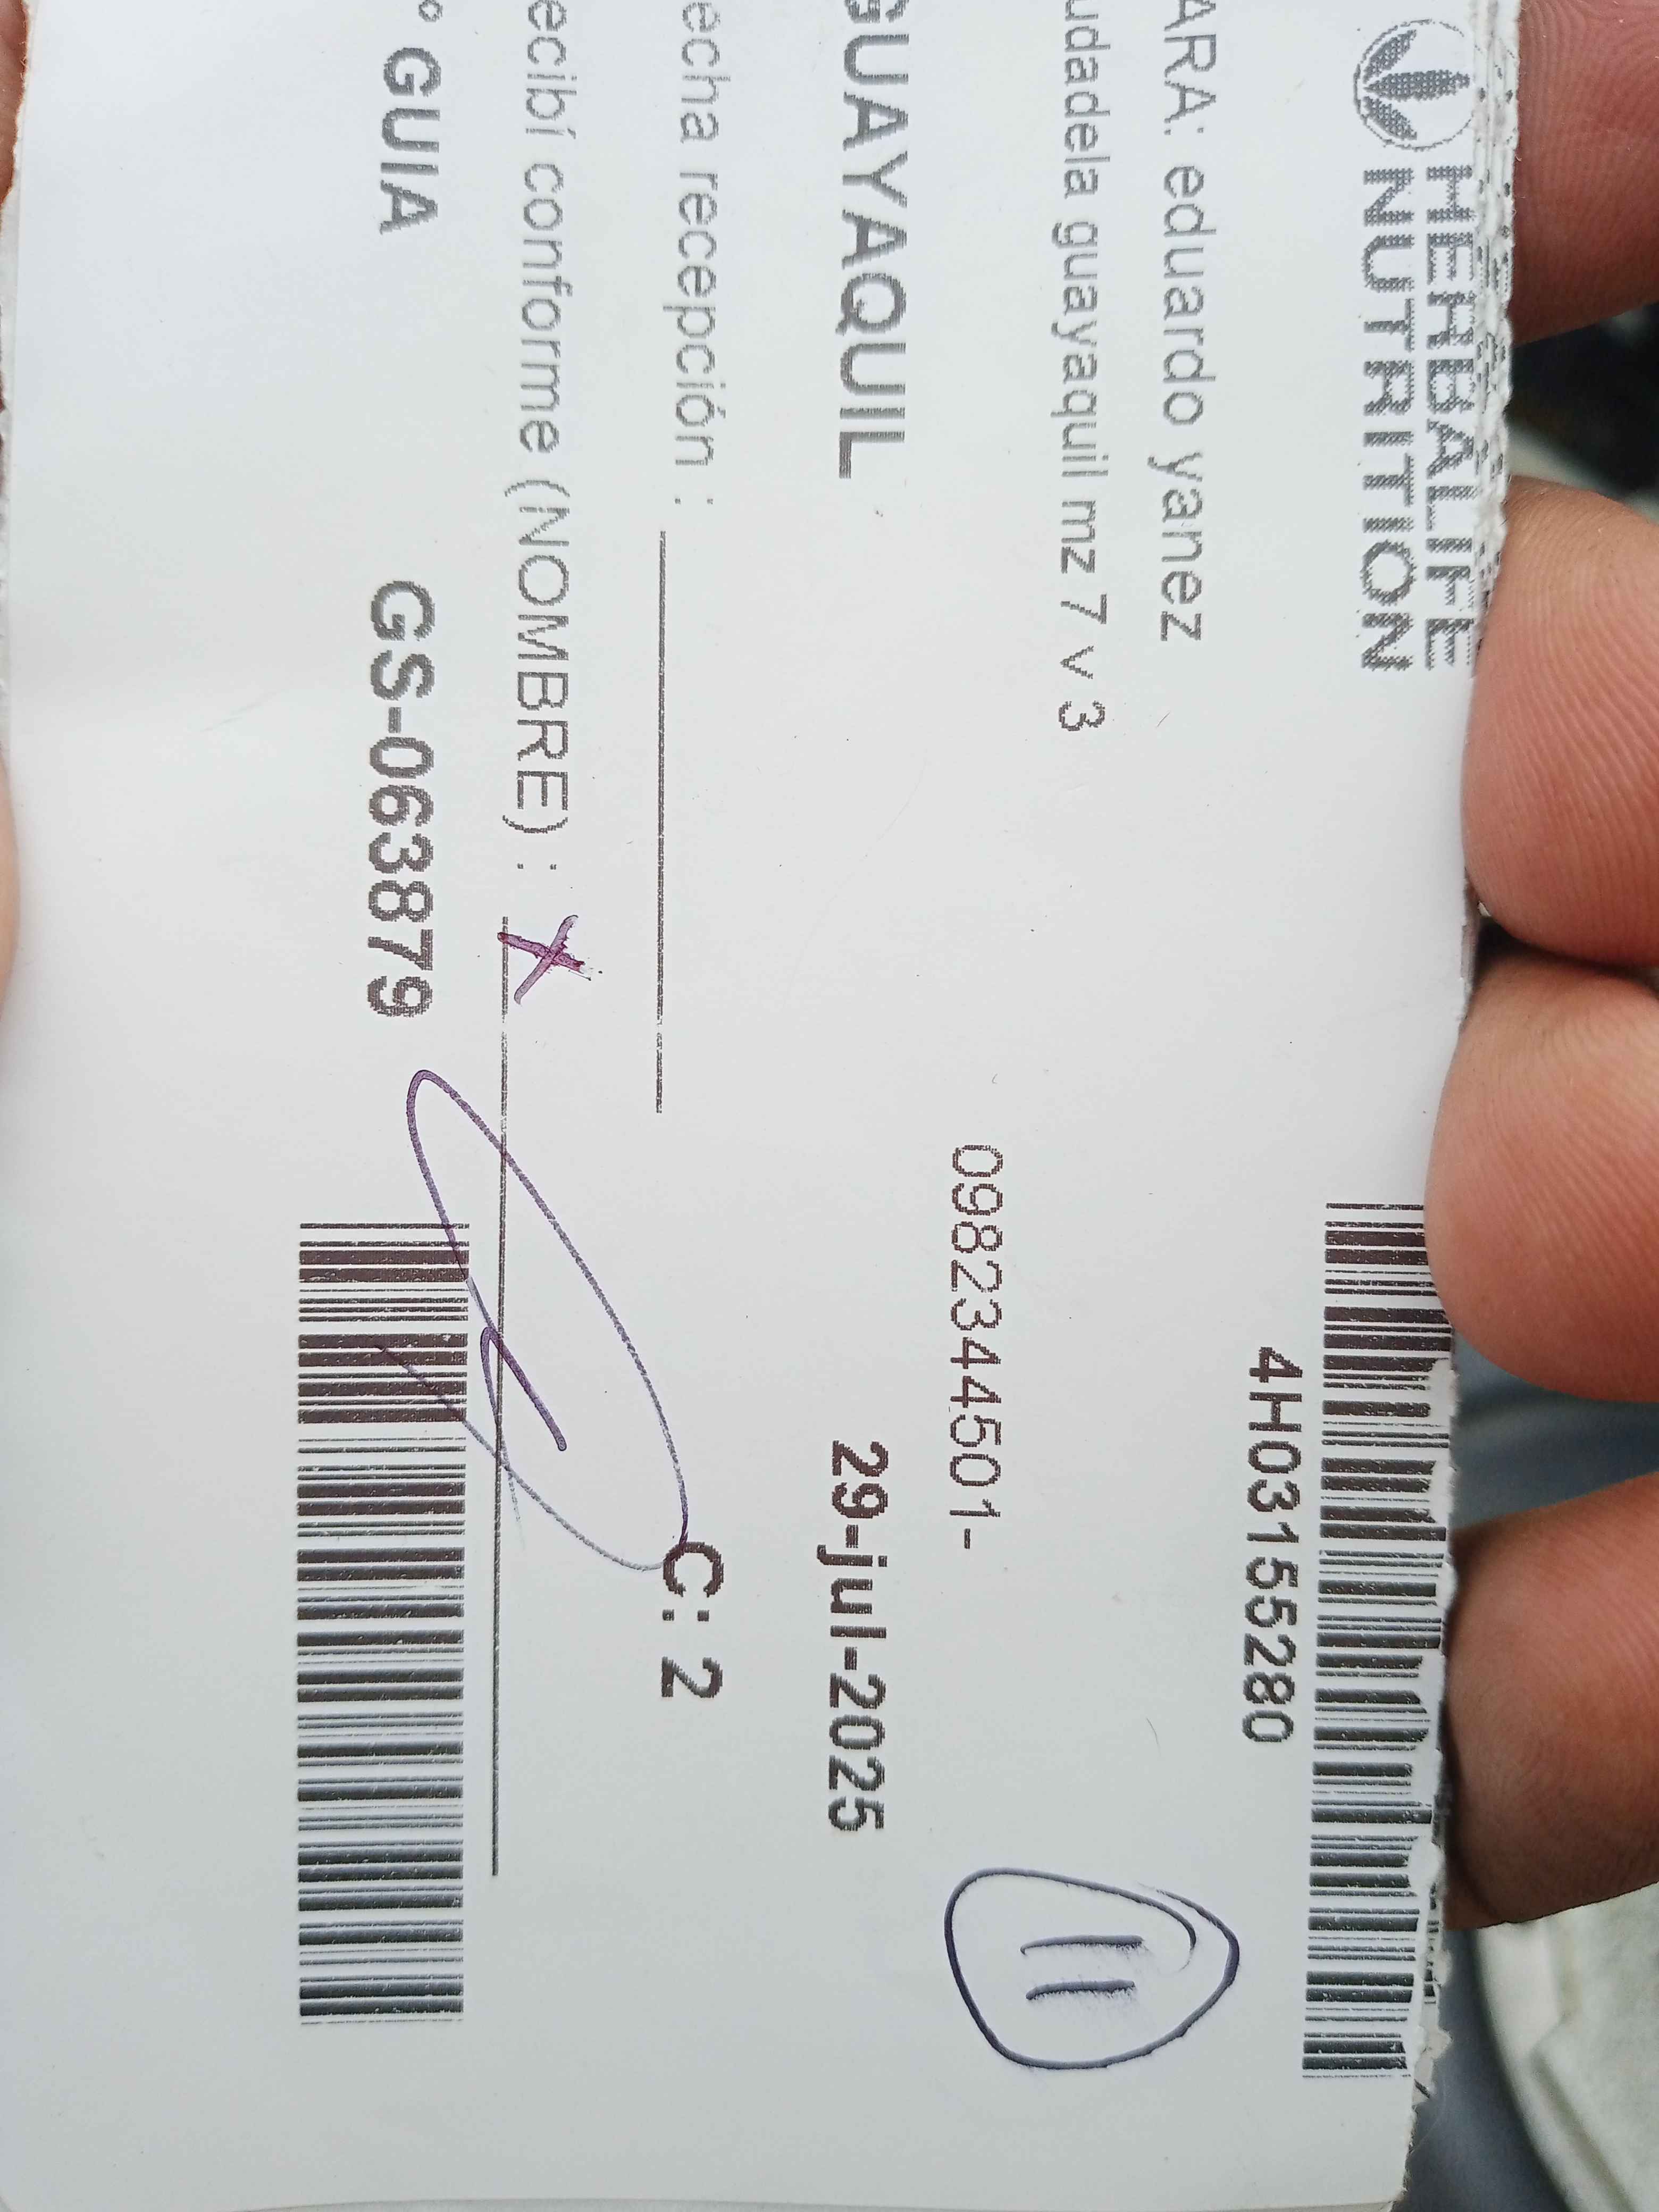 HERBALIFE
NUTRITION
4H03155280
ARA: eduardo yanez
udadela guayaquil mz 7 v 3
0982344501-
11
GUAYAQUIL
29-jul-2025
echa recepción :
C: 2
ecibí conforme (NOMBRE) : X
° GUIA
GS-063879